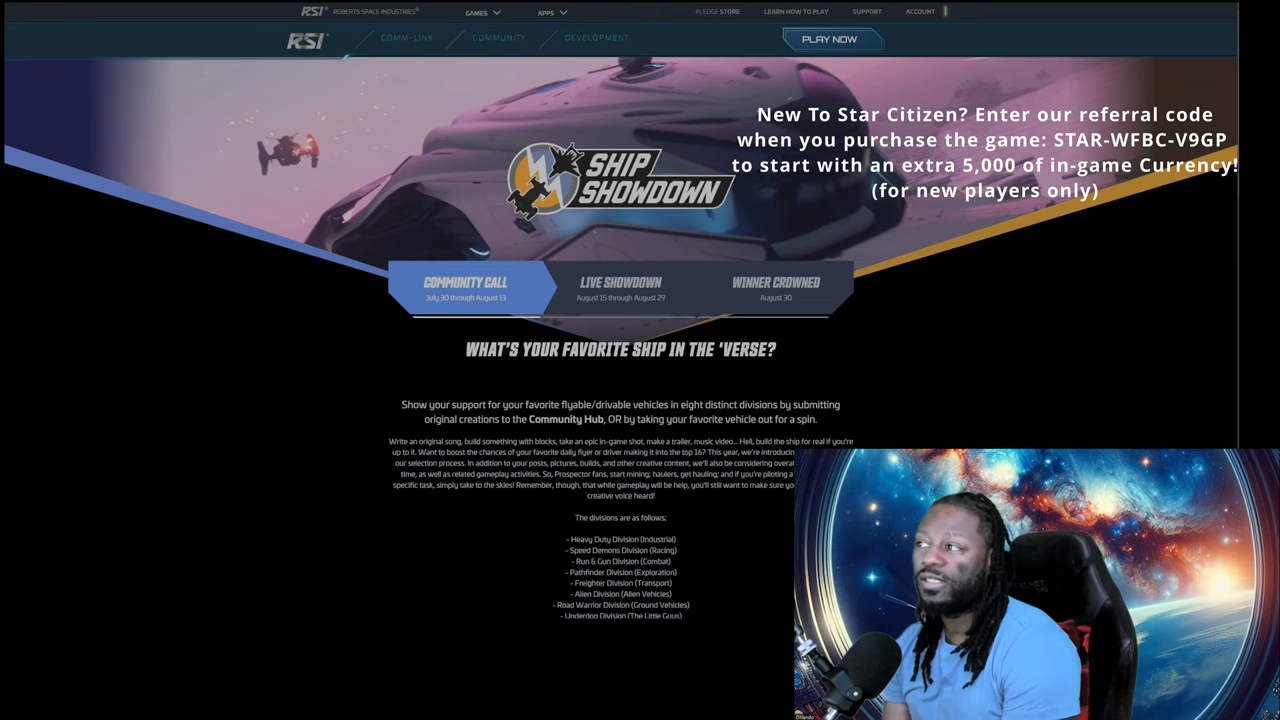 RSI ROBERTS SPACE INDUSTRIES® GAMES APPS PLEDGE STORE LEARN HOW TO PLAY SUPPORT ACCOUNT
RSI COMM-LINK COMMUNITY DEVELOPMENT PLAY NOW
New To Star Citizen? Enter our referral code
when you purchase the game: STAR-WFBC-V9GP
to start with an extra 5,000 of in-game Currency!
(for new players only)
SHIP
SHOWDOWN
COMMUNITY CALL
July 30 through August 13
LIVE SHOWDOWN
August 15 through August 29
WINNER CROWNED
August 30
WHAT'S YOUR FAVORITE SHIP IN THE 'VERSE?
Show your support for your favorite flyable/drivable vehicles in eight distinct divisions by submitting
original creations to the Community Hub, OR by taking your favorite vehicle out for a spin.
Write an original song, build something with blocks, take an epic in-game shot, make a trailer, music video... Hell, build the ship for real if you're
up to it. Want to boost the chances of your favorite daily flyer or driver making it into the top 16? This year, we're introducin
our selection process. In addition to your posts, pictures, builds, and other creative content, we'll also be considering overal
time, as well as related gameplay activities. So, Prospector fans, start mining; haulers, get hauling; and if you're piloting a
specific task, simply take to the skies! Remember, though, that while gameplay will be help, you'll still want to make sure yo
creative voice heard!
The divisions are as follows;
- Heavy Duty Division (Industrial)
- Speed Demons Division (Racing)
- Run & Gun Division (Combat)
- Pathfinder Division (Exploration)
- Freighter Division (Transport)
- Alien Division (Alien Vehicles)
- Road Warrior Division (Ground Vehicles)
- Underdog Division (The Little Guys)
Orlando